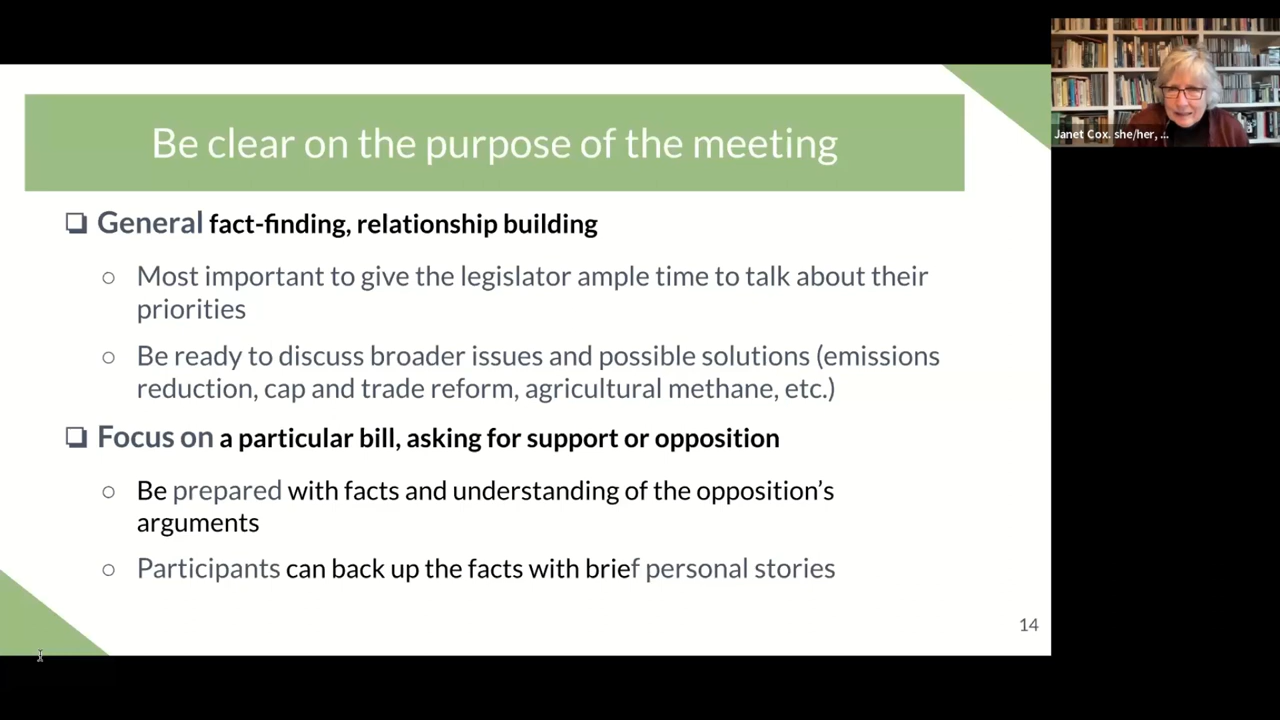 Be clear on the purpose of the meeting
❏ General fact-finding, relationship building
○ Most important to give the legislator ample time to talk about their
priorities
○ Be ready to discuss broader issues and possible solutions (emissions
reduction, cap and trade reform, agricultural methane, etc.)
❏ Focus on a particular bill, asking for support or opposition
○ Be prepared with facts and understanding of the opposition's
arguments
○ Participants can back up the facts with brief personal stories
14
Janet Cox. she/her, ...